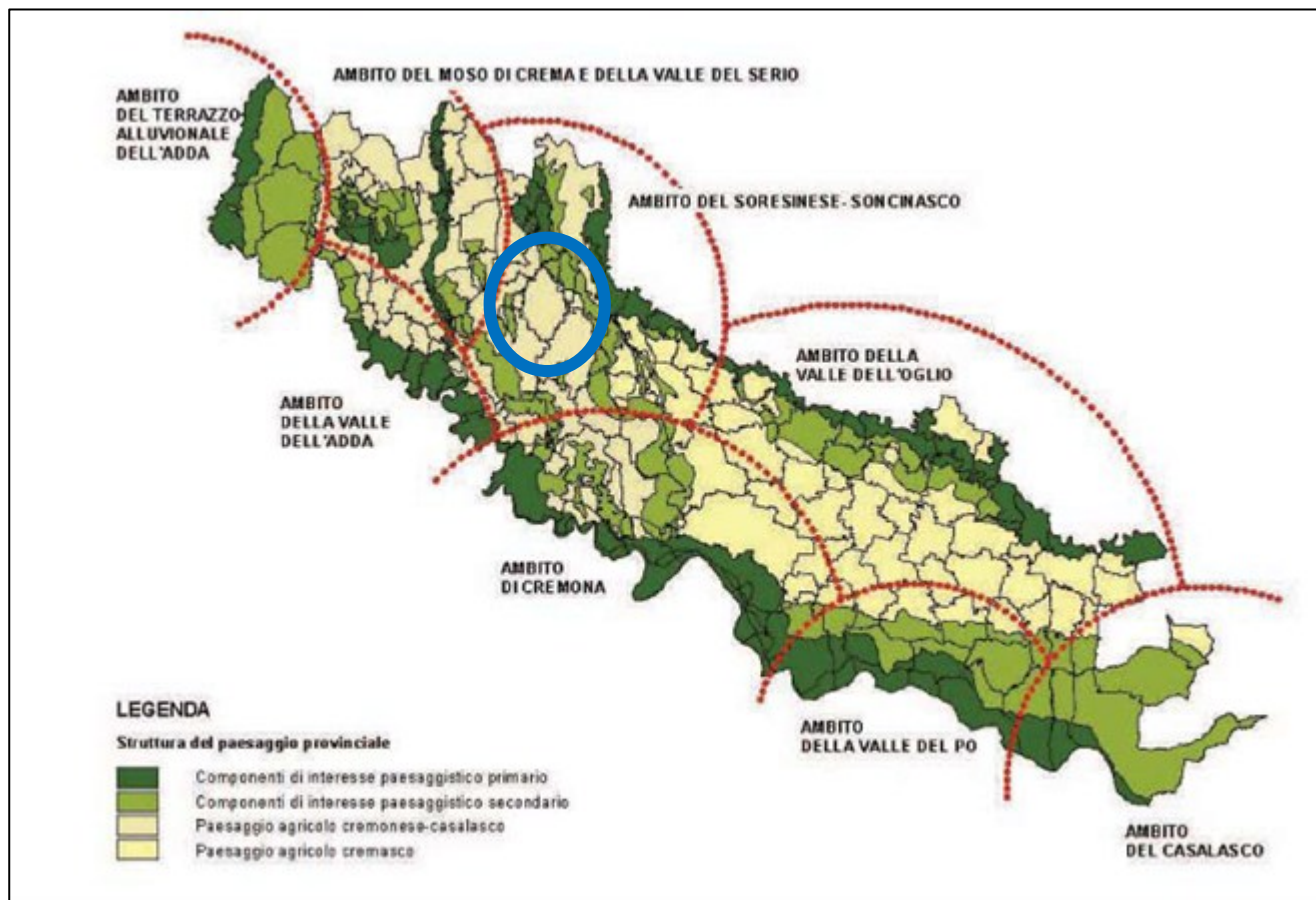 AMBITO DEL MOSO DI CREMA E DELLA VALLE DEL SERIO
AMBITO
DEL TERRAZZO
ALLUVIONALE
DELL'ADDA
AMBITO DEL SORESINESE- SONCINASCO
AMBITO DELLA
VALLE DELL'OGLIO
AMBITO
DELLA VALLE
DELL'ADDA
AMBITO
DI CREMONA
AMBITO
DELLA VALLE DEL PO
AMBITO
DEL CASALASCO
LEGENDA
Struttura del paesaggio provinciale
Componenti di interesse paesaggistico primario
Componenti di interesse paesaggistico secondario
Paesaggio agricolo cremonese-casalasco
Paesaggio agricolo cremasco